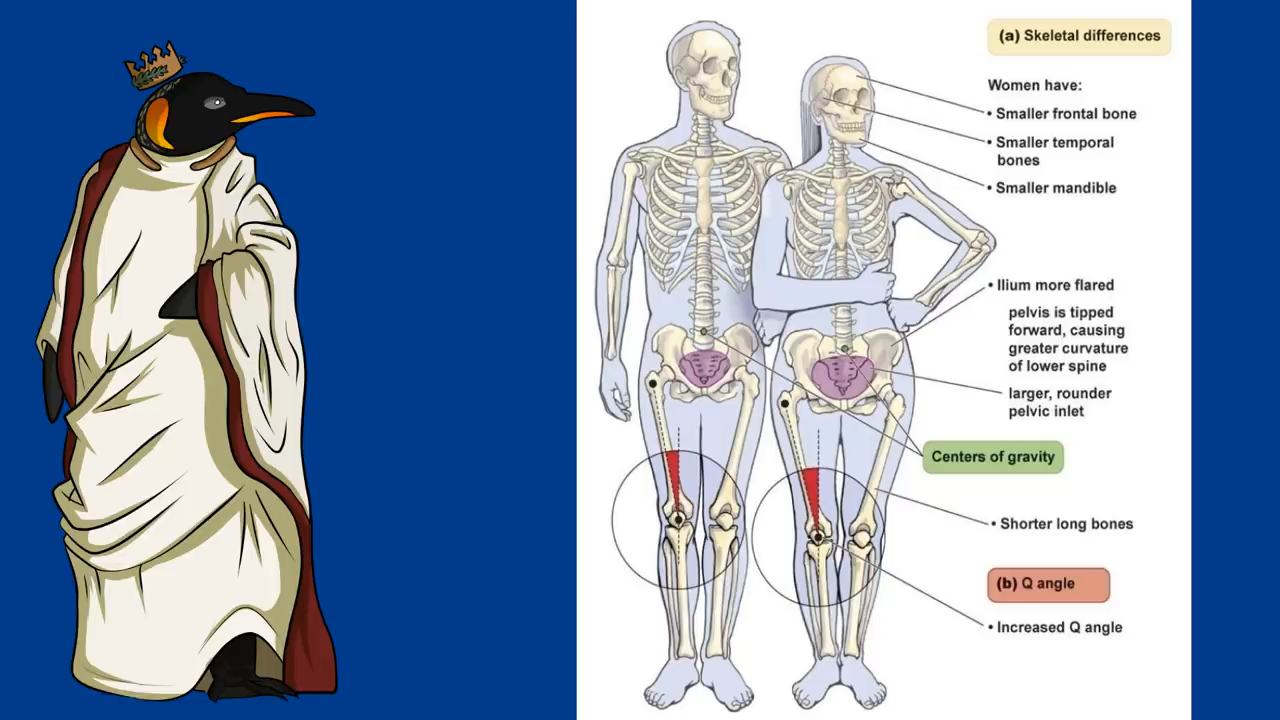 (a) Skeletal differences
Women have:
• Smaller frontal bone
• Smaller temporal
bones
• Smaller mandible
• Ilium more flared
pelvis is tipped
forward, causing
greater curvature
of lower spine
larger, rounder
pelvic inlet
Centers of gravity
• Shorter long bones
(b) Q angle
• Increased Q angle